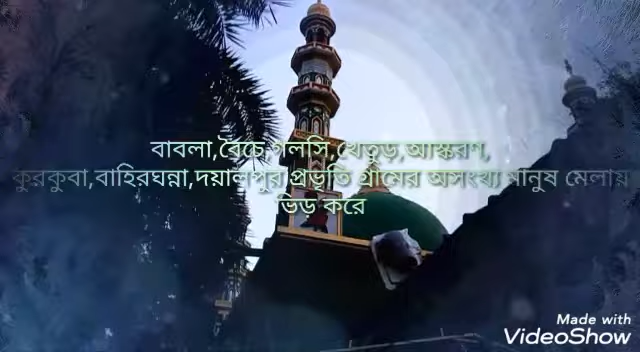 বাবলা,বৈচে,গলসি,খেতুড়,আস্করণ,
কুরকুবা,বাহিরঘন্না,দয়ালপুর প্রভৃতি গ্রামের অসংখ্য মানুষ মেলায়
ভিড় করে
Made with
VideoShow